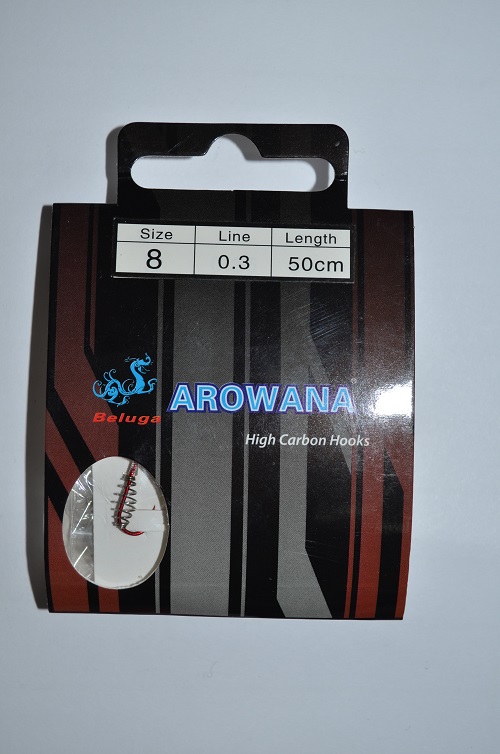 Size Line Length
8 0.3 50cm
Beluga
AROWANA
High Carbon Hooks